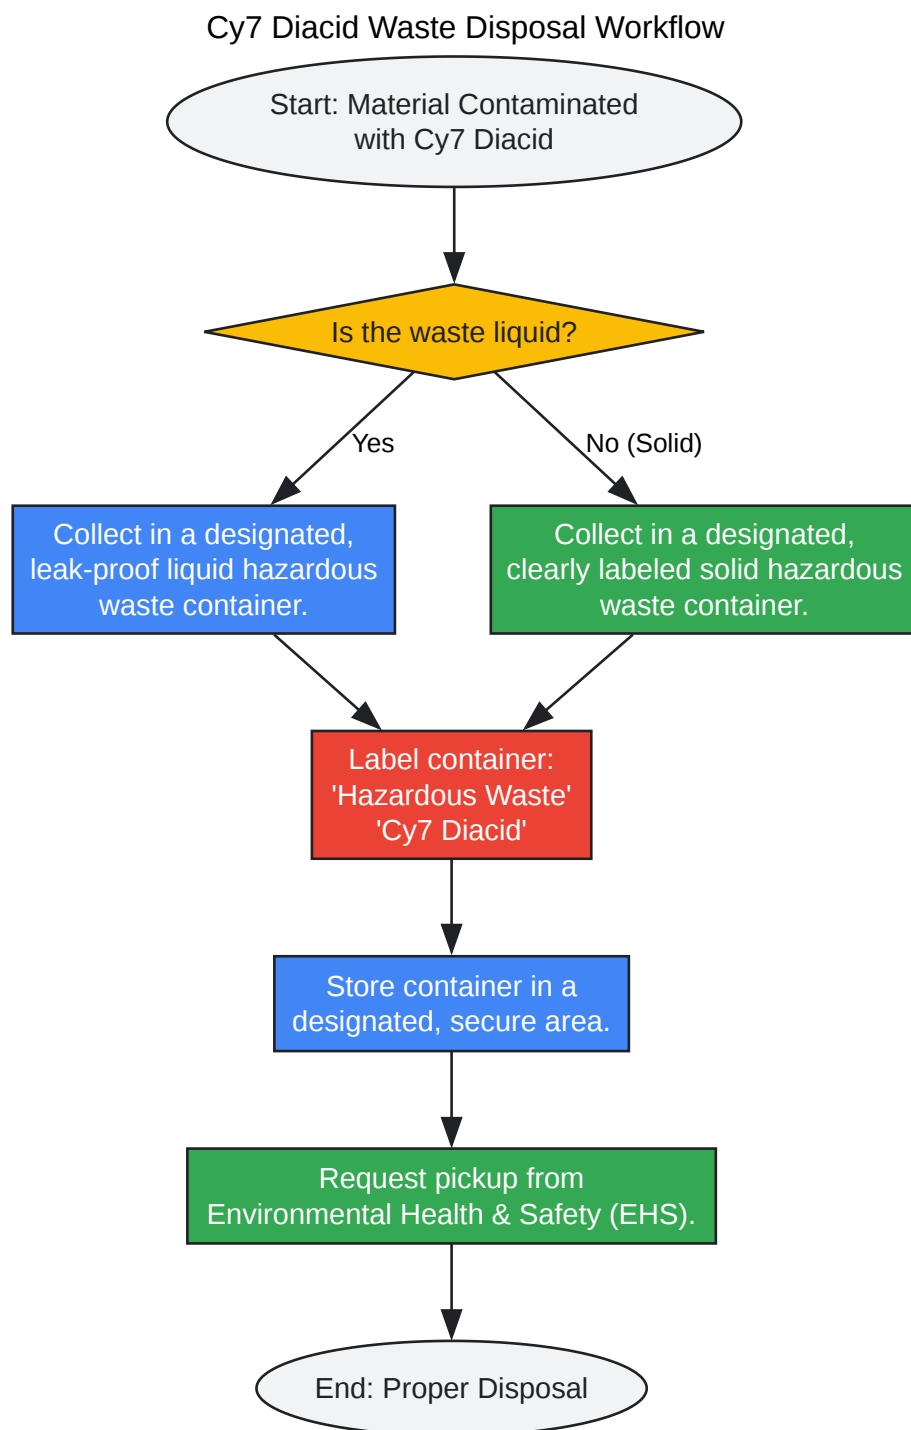 Cy7 Diacid Waste Disposal Workflow
Start: Material Contaminated
with Cy7 Diacid
Is the waste liquid?
Yes
No (Solid)
Collect in a designated,
leak-proof liquid hazardous
waste container.
Collect in a designated,
clearly labeled solid hazardous
waste container.
Label container:
'Hazardous Waste'
'Cy7 Diacid'
Store container in a
designated, secure area.
Request pickup from
Environmental Health & Safety (EHS).
End: Proper Disposal